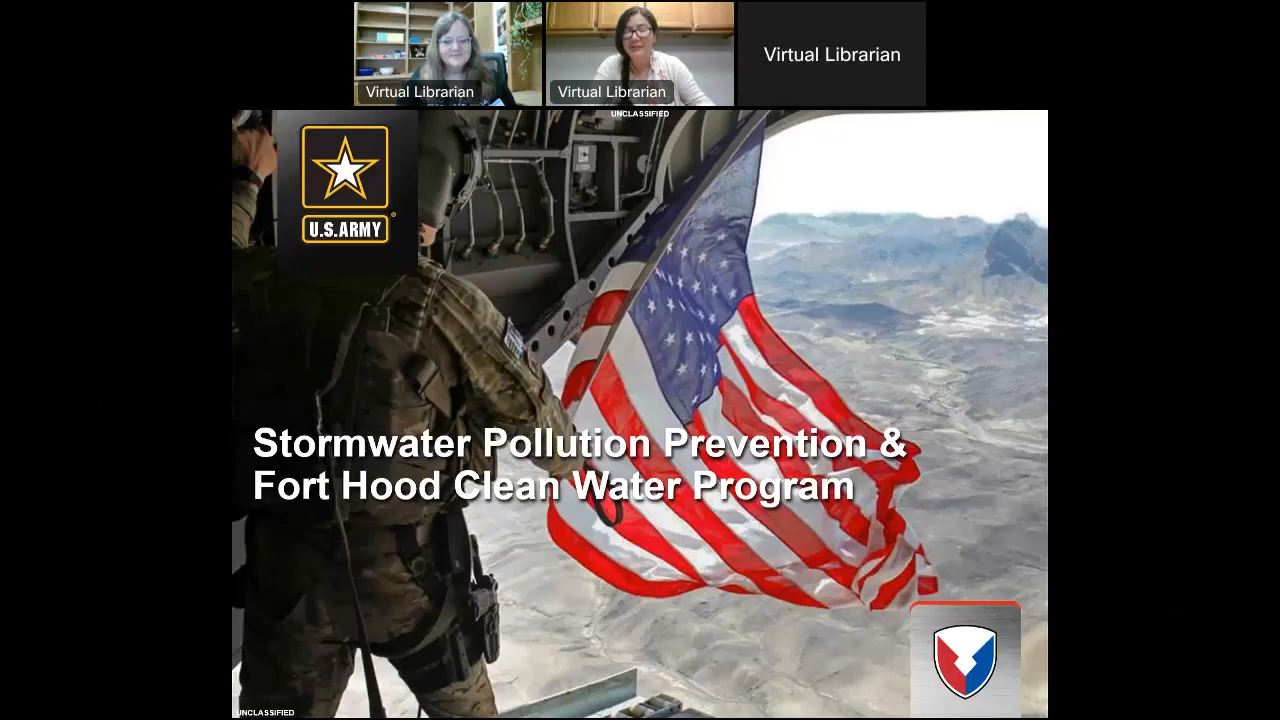 Virtual Librarian
Virtual Librarian
Virtual Librarian
UNCLASSIFIED
U.S.ARMY
Stormwater Pollution Prevention &
Fort Hood Clean Water Program
UNCLASSIFIED